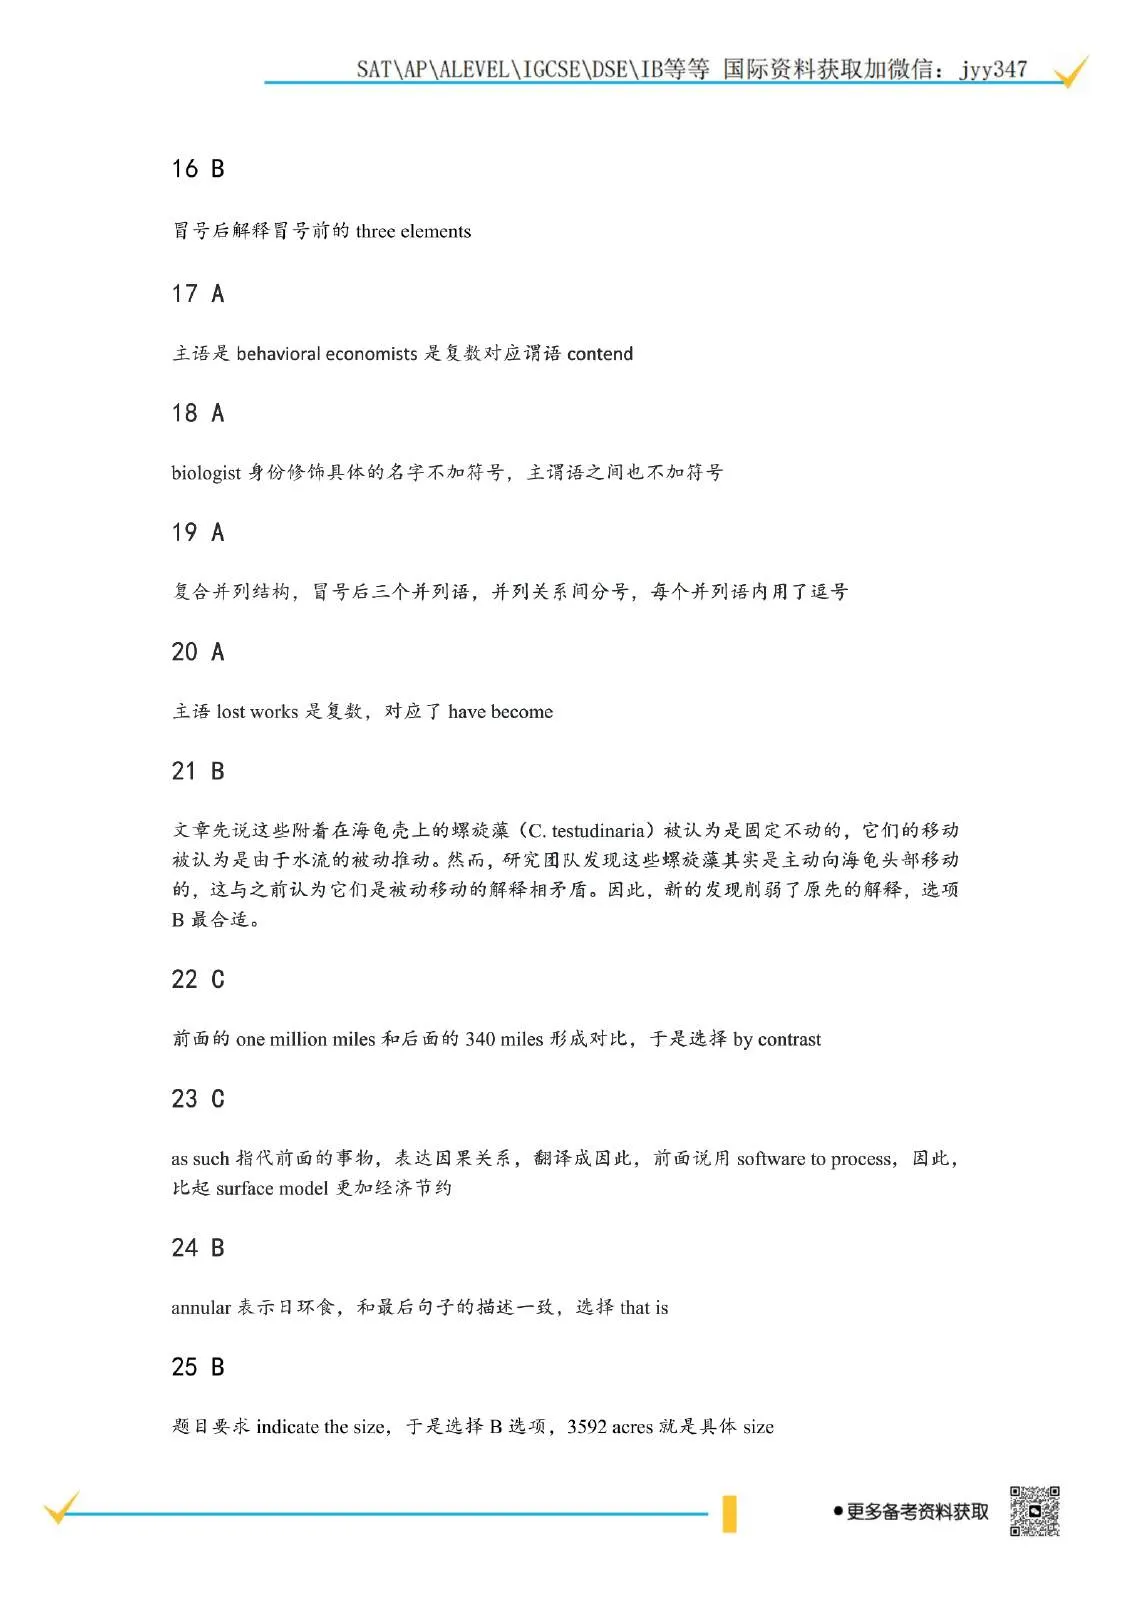 SAT\AP\ALEVEL\IGCSE\DSE\IB等等 国际资料获取加微信：jyy347
16 B
冒号后解释冒号前的 three elements
17 A
主语是 behavioral economists 是复数对应谓语 contend
18 A
biologist 身份修饰具体的名字不加符号，主谓语之间也不加符号
19 A
复合并列结构，冒号后三个并列语，并列关系间分号，每个并列语内用了逗号
20 A
主语 lost works 是复数，对应了 have become
21 B
文章先说这些附着在海龟壳上的螺旋藻（C. testudinaria）被认为是固定不动的，它们的移动
被认为是由于水流的被动推动。然而，研究团队发现这些螺旋藻其实是主动向海龟头部移动
的，这与之前认为它们是被动移动的解释相矛盾。因此，新的发现削弱了原先的解释，选项
B 最合适。
22 C
前面的 one million miles 和后面的 340 miles 形成对比，于是选择 by contrast
23 C
as such 指代前面的事物，表达因果关系，翻译成因此，前面说用 software to process，因此，
比起 surface model 更加经济节约
24 B
annular 表示日环食，和最后句子的描述一致，选择 that is
25 B
题目要求 indicate the size，于是选择 B 选项，3592 acres 就是具体 size
●更多备考资料获取